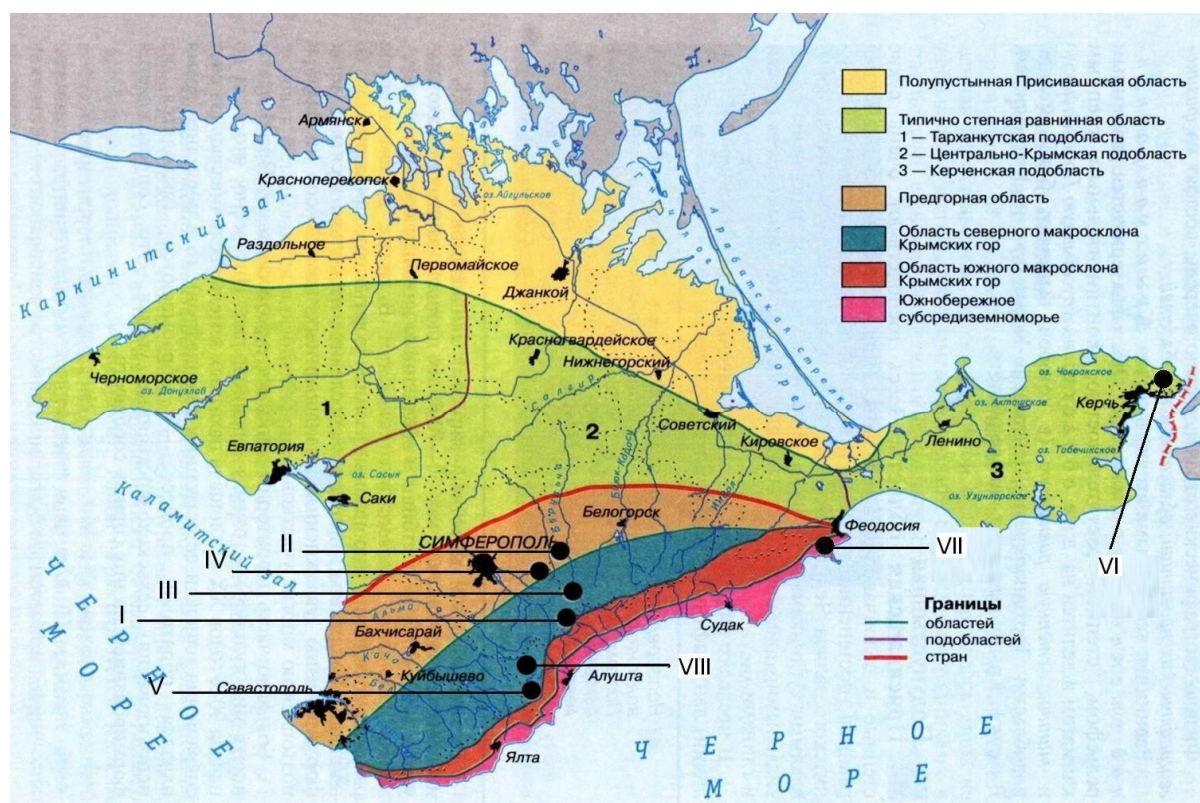 Полупустынная Присивашская область
Типично степная равнинная область
1 — Тарханкутская подобласть
2 — Центрально-Крымская подобласть
3 — Керченская подобласть
Предгорная область
Область северного макросклона
Крымских гор
Область южного макросклона
Крымских гор
Южнобережное
субсредиземноморье
Армянск
Красноперекопск
оз.Айгульское
Каркинитский зал.
Раздольное
Первомайское
Джанкой
Арабатская стрелка
Красногвардейское
Нижнегорский
Черноморское
оз. Донузлав
1
2
3
Салгир
Советский
Кировское
Евпатория
оз. Сасык
Саки
оз. Чокракское
Керчь
оз. Акташское
Ленино
оз. Тобечикское
оз. Узунларское
Каламитский зал
Белогорск
Феодосия
СИМФЕРОПОЛЬ
II
IV
III
I
V
VII
VI
VIII
Альма
Бахчисарай
Кача
Куйбышево
Бел
Севастополь
Судак
Алушта
Ялта
Границы
областей
подобластей
стран
ЧЕРНОЕ
МОРЕ
ЧЕРНОЕ
МОРЕ